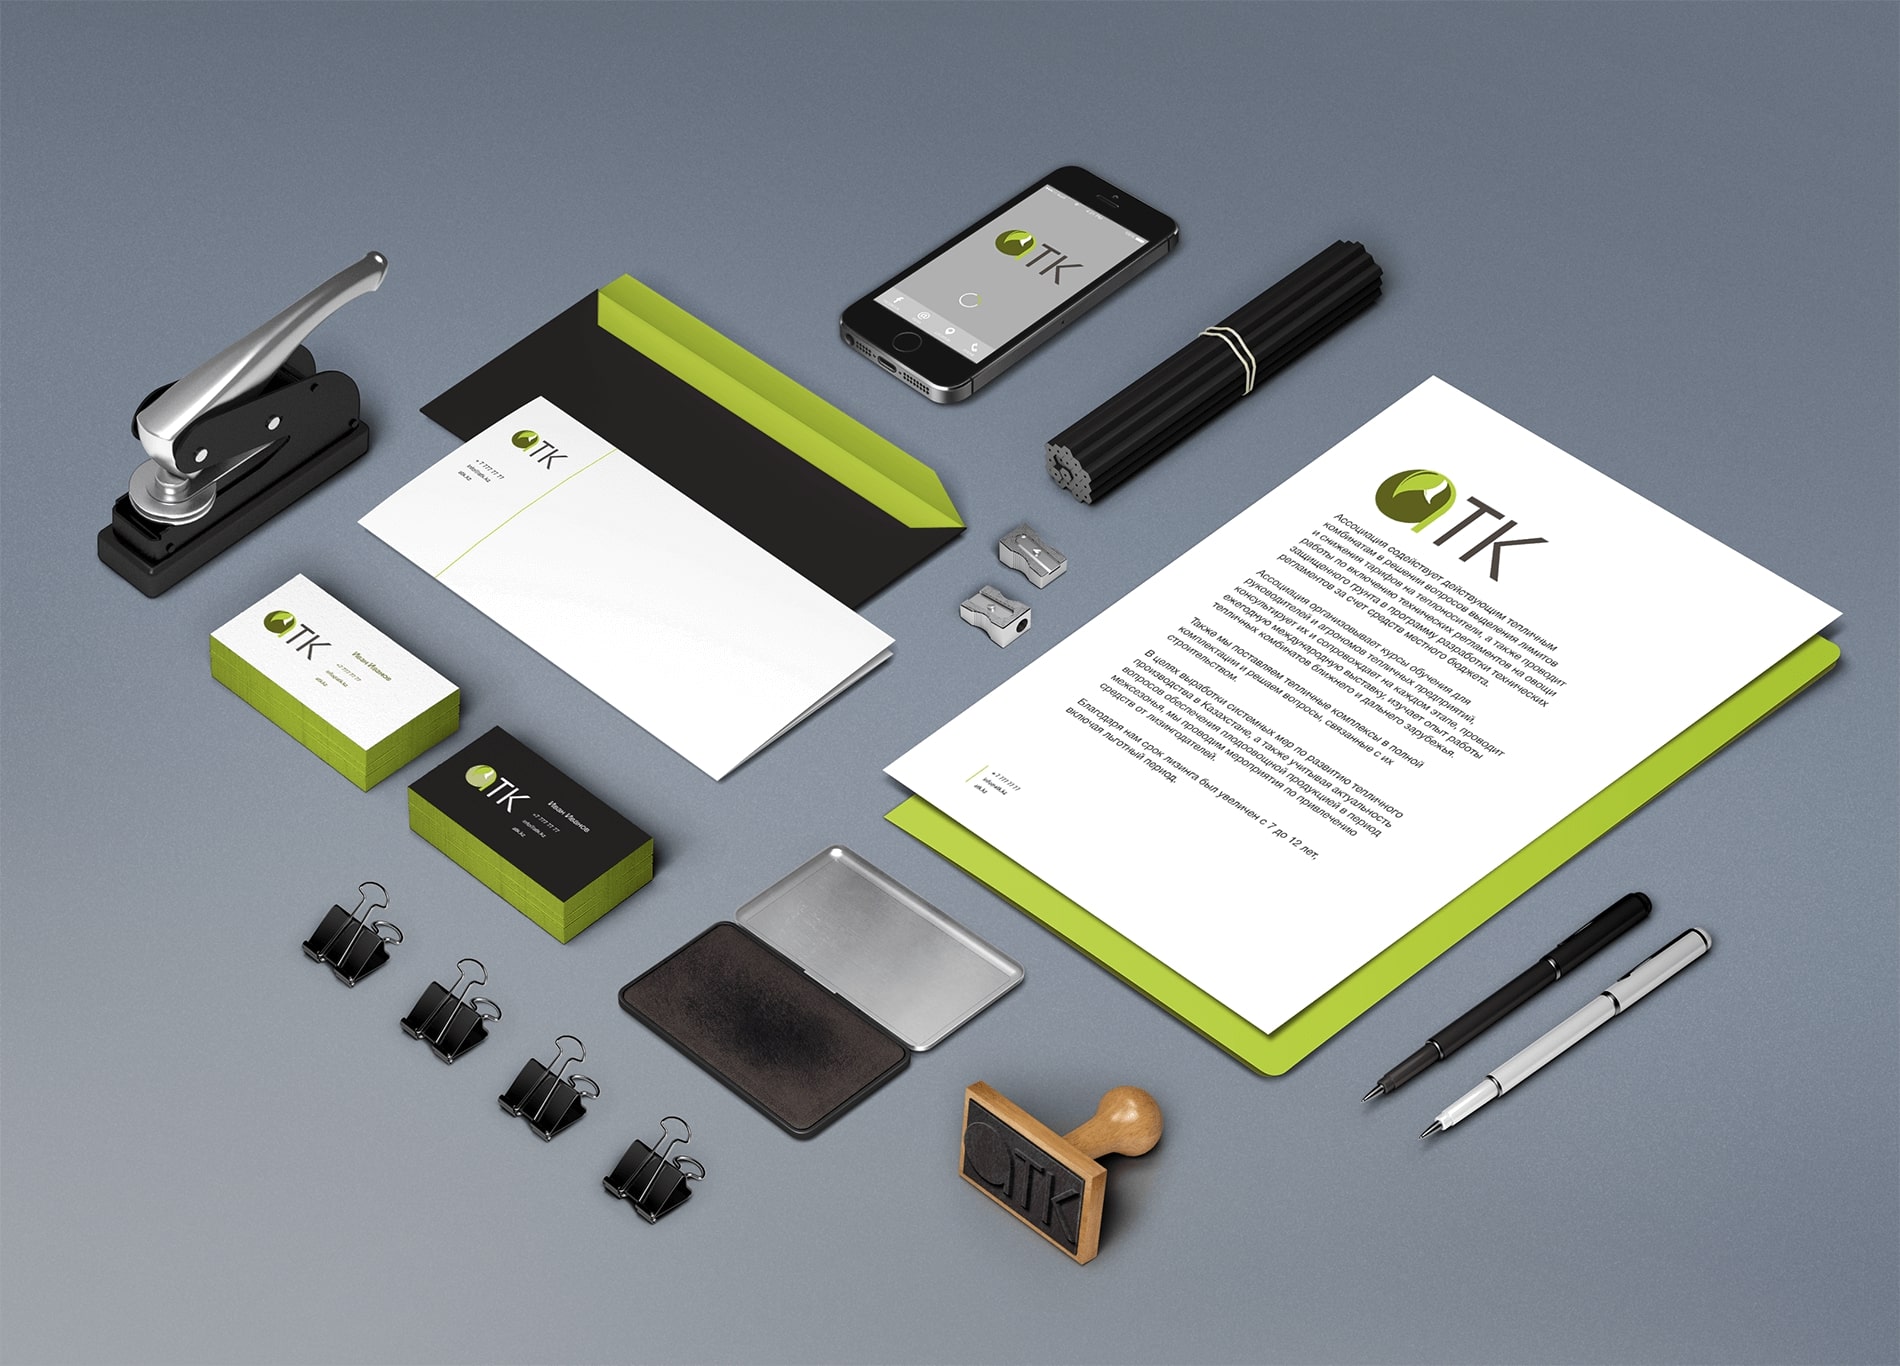 аТК
аТК
+ 7 777 77 77
info@atk.kz
atk.kz
аТК
Иван Иванов
+7 777 77 77
info@atk.kz
atk.kz
аТК
Иван Иванов
+7 777 77 77
info@atk.kz
atk.kz
аТК
Ассоциация содействует действующим тепличным
комбинатам в решении вопросов выделения лимитов
и снижения тарифов на теплоносители, а также проводит
работы по включению технических регламентов на овощи
защищенного грунта в программу разработки технических
регламентов за счет средств местного бюджета.
Ассоциация организовывает курсы обучения для
руководителей и агрономов тепличных предприятий,
консультирует их и сопровождает на каждом этапе, проводит
ежегодную международную выставку, изучает опыт работы
тепличных комбинатов ближнего и дальнего зарубежья.
Также мы поставляем тепличные комплексы в полной
комплектации и решаем вопросы, связанные с их
строительством.
В целях выработки системных мер по развитию тепличного
производства в Казахстане, а также учитывая актуальность
вопросов обеспечения плодоовощной продукцией в период
межсезонья, мы проводим мероприятия по привлечению
средств от лизингодателей.
Благодаря нам срок лизинга был увеличен с 7 до 12 лет,
включая льготный период.
+ 7 777 77 77
info@atk.kz
atk.kz
аТК